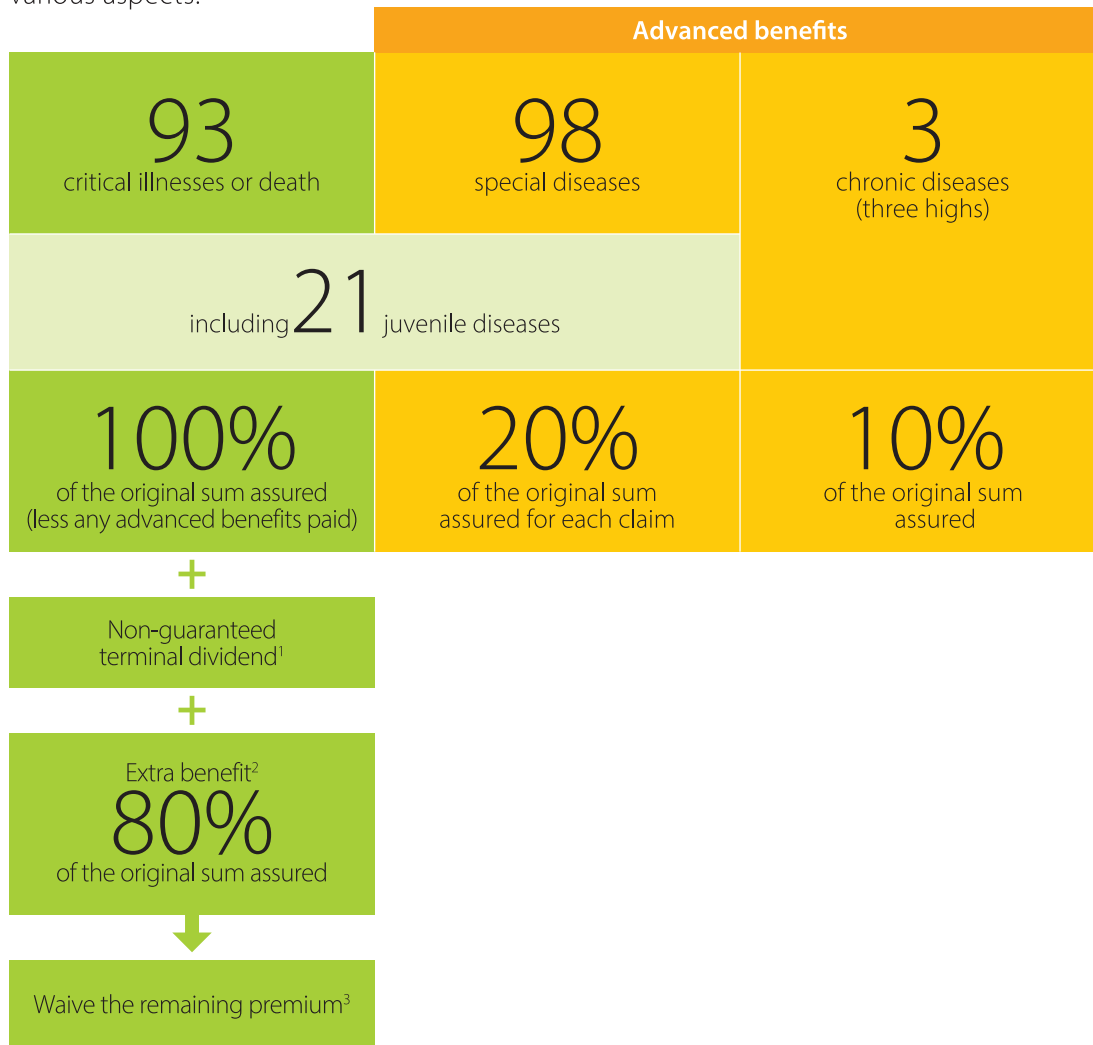 various aspects.
Advanced benefits
93
critical illnesses or death
98
special diseases
3
chronic diseases
(three highs)
including 21 juvenile diseases
100%
of the original sum assured
(less any advanced benefits paid)
20%
of the original sum
assured for each claim
10%
of the original sum
assured
+
Non-guaranteed
terminal dividend¹
+
Extra benefit²
80%
of the original sum assured
Waive the remaining premium³